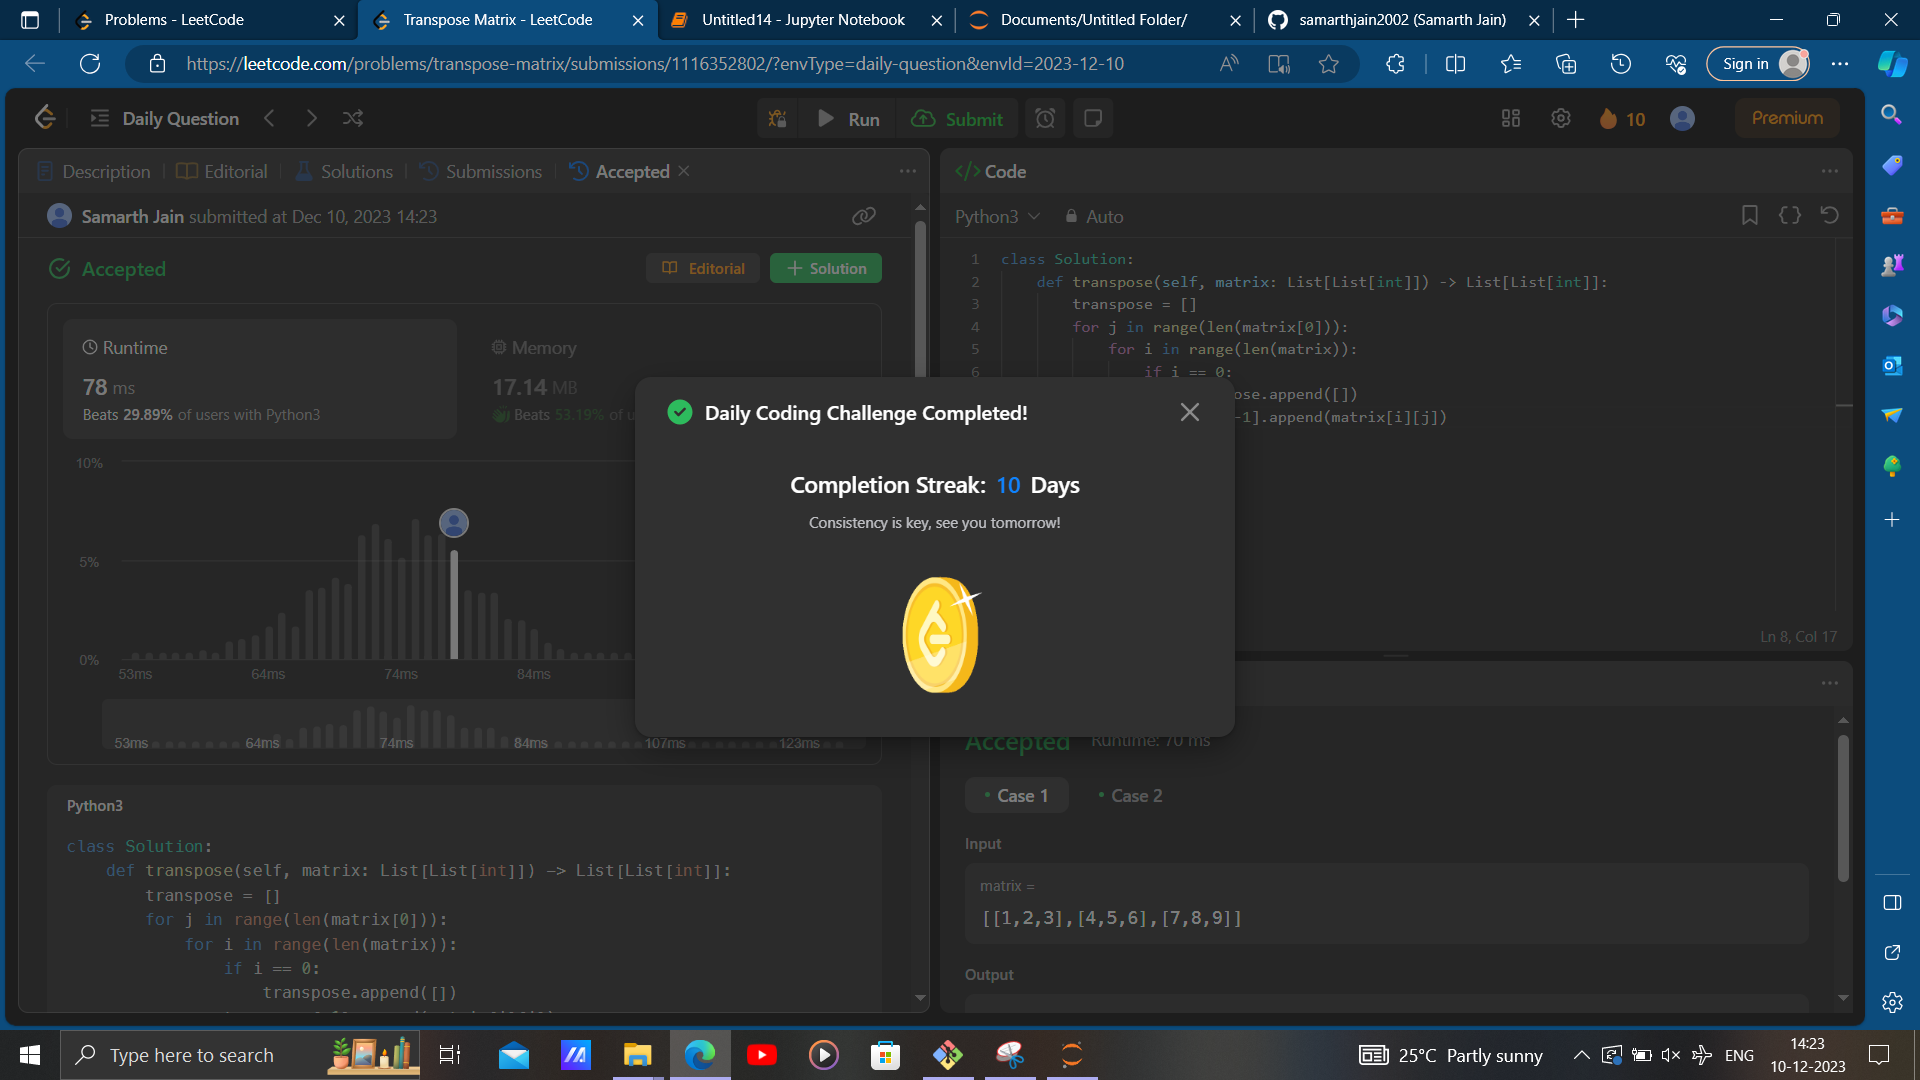 Problems - LeetCode
Transpose Matrix - LeetCode
Untitled14 - Jupyter Notebook
Documents/Untitled Folder/
samarthjain2002 (Samarth Jain)
https://leetcode.com/problems/transpose-matrix/submissions/1116352802/?envType=daily-question&envId=2023-12-10
Sign in
Daily Question
Run
Submit
10
Premium
Description
Editorial
Solutions
Submissions
Accepted
Samarth Jain submitted at Dec 10, 2023 14:23
Accepted
Editorial
Solution
Runtime
78 ms
Beats 29.89% of users with Python3
Memory
17.14 MB
Beats 53.19% of u
10%
5%
0%
53ms 64ms 74ms 84ms
53ms 64ms 74ms 84ms 107ms 123ms
Python3
class Solution:
def transpose(self, matrix: List[List[int]]) -> List[List[int]]:
transpose = []
for j in range(len(matrix[0])):
for i in range(len(matrix)):
if i == 0:
transpose.append([])
Daily Coding Challenge Completed!
Completion Streak: 10 Days
Consistency is key, see you tomorrow!
</> Code
Python3
Auto
1 class Solution:
2 def transpose(self, matrix: List[List[int]]) -> List[List[int]]:
3 transpose = []
4 for j in range(len(matrix[0])):
5 for i in range(len(matrix)):
6 if i == 0:
ose.append([])
-1].append(matrix[i][j])
Ln 8, Col 17
Accepted
Runtime: 70 ms
Case 1
Case 2
Input
matrix =
[[1,2,3],[4,5,6],[7,8,9]]
Output
Type here to search
25°C Partly sunny
ENG
14:23
10-12-2023